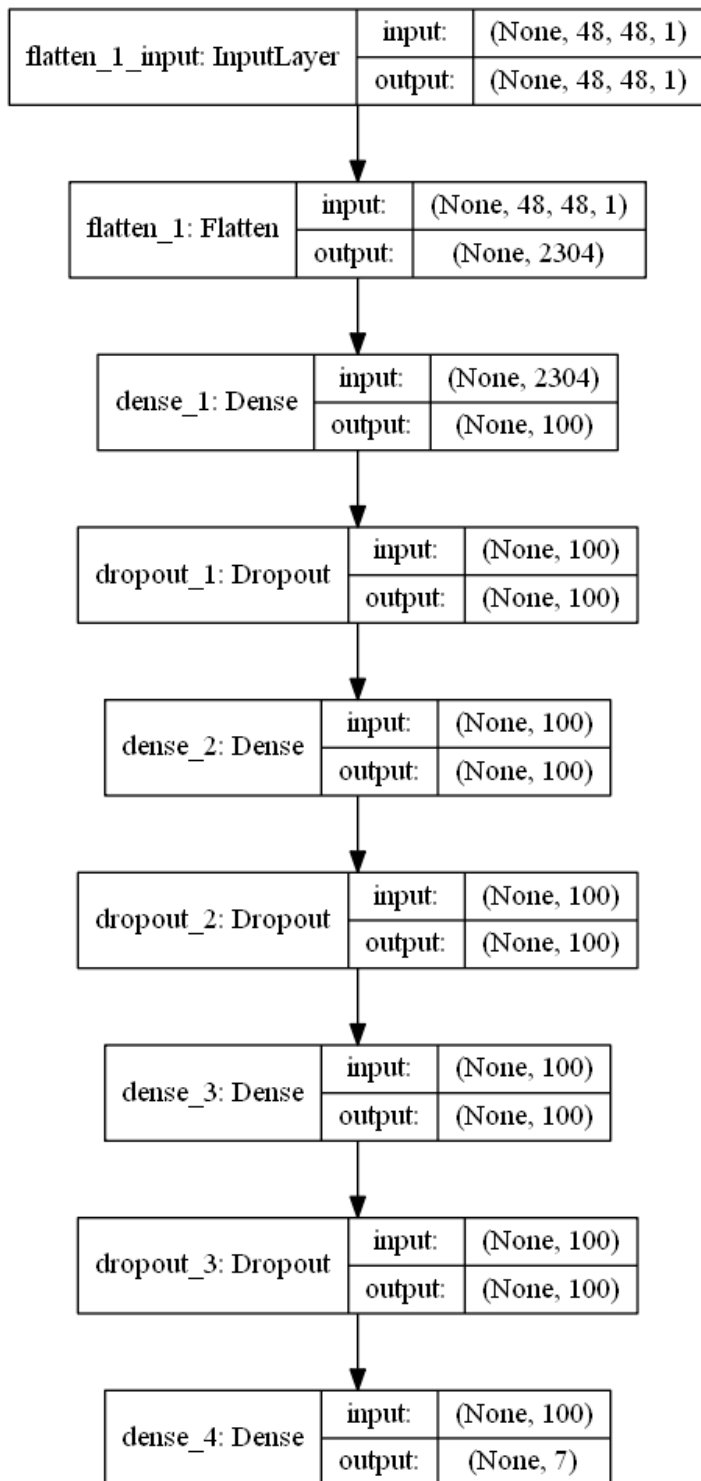 flatten_1_input: InputLayer
input: (None, 48, 48, 1)
output: (None, 48, 48, 1)
flatten_1: Flatten
input: (None, 48, 48, 1)
output: (None, 2304)
dense_1: Dense
input: (None, 2304)
output: (None, 100)
dropout_1: Dropout
input: (None, 100)
output: (None, 100)
dense_2: Dense
input: (None, 100)
output: (None, 100)
dropout_2: Dropout
input: (None, 100)
output: (None, 100)
dense_3: Dense
input: (None, 100)
output: (None, 100)
dropout_3: Dropout
input: (None, 100)
output: (None, 100)
dense_4: Dense
input: (None, 100)
output: (None, 7)